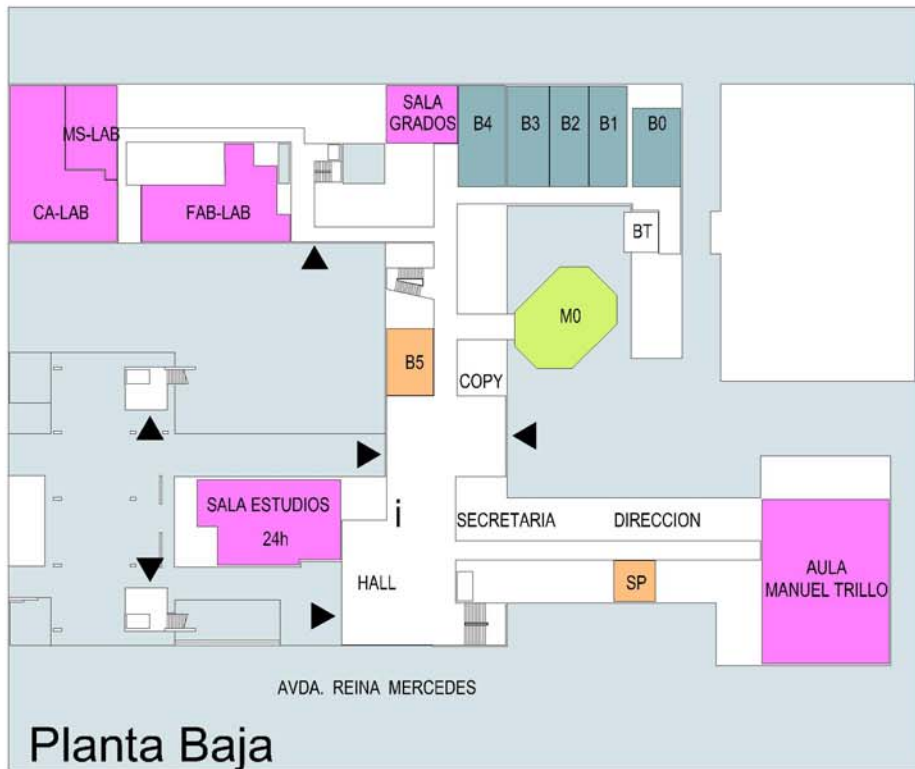 SALA
GRADOS
B4
B3
B2
B1
B0
MS-LAB
CA-LAB
FAB-LAB
BT
M0
B5
COPY
SALA ESTUDIOS
24h
i
SECRETARIA
DIRECCION
HALL
SP
AULA
MANUEL TRILLO
AVDA. REINA MERCEDES
Planta Baja